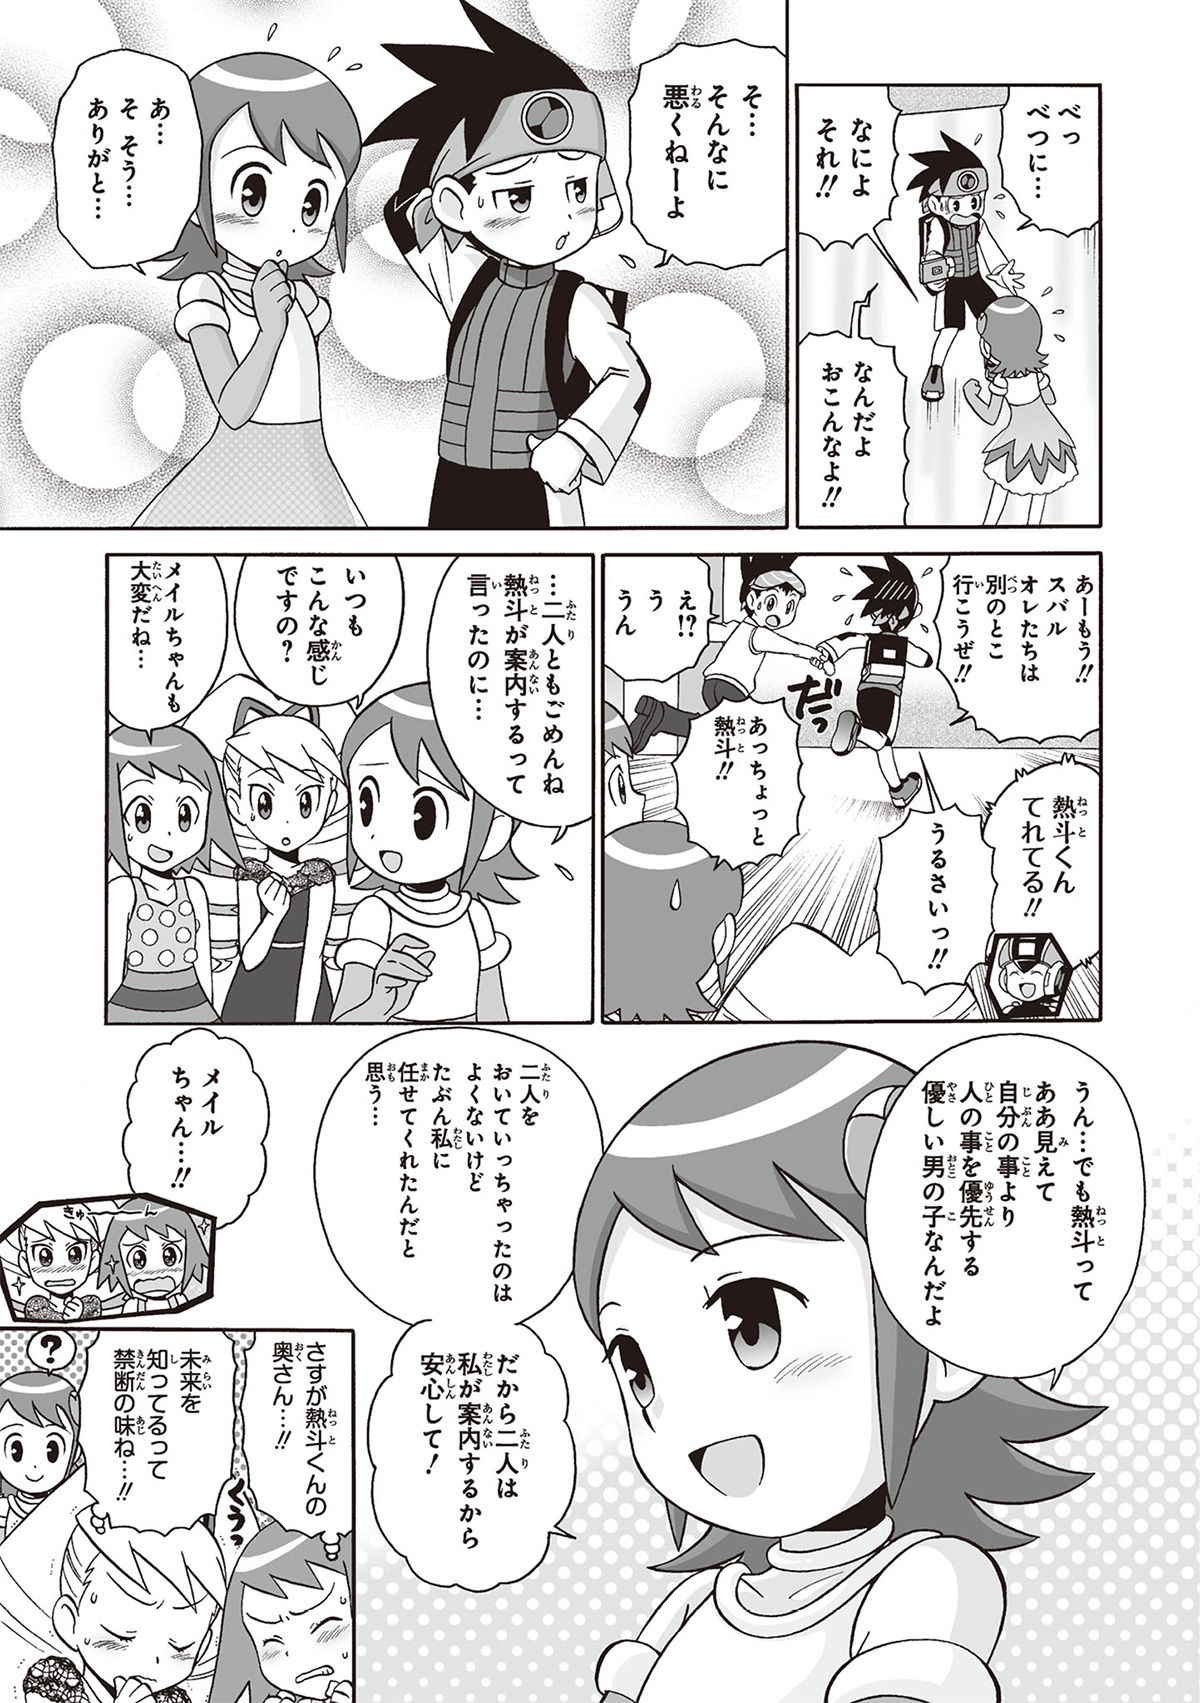 べっ
べつに…
なによ
それ!!
なんだよ
おこんなよ!!
そ…
そんなに
悪くねーよ
あ…
そ そう…
ありがと…
あーもう!!
スバル
オレたちは
別のとこ
行こうぜ!!
え!?
う
うん
だっ
あっちょっと
熱斗!!
熱斗くん
てれてる!!
うるさいっ!!
…二人ともごめんね
熱斗が案内するって
言ったのに…
いつも
こんな感じ
ですの?
メイルちゃんも
大変だね…
うん…でも熱斗って
ああ見えて
自分の事より
人の事を優先する
優しい男の子なんだよ
二人を
おいていっちゃったのは
よくないけど
たぶん私に
任せてくれたんだと
思う…
だから二人は
私が案内するから
安心して!
メイル
ちゃん…!!
きゅーん
さすが熱斗くんの
奥さん…!!
くうっ
未来を
知ってるって
禁断の味ね…!!
?